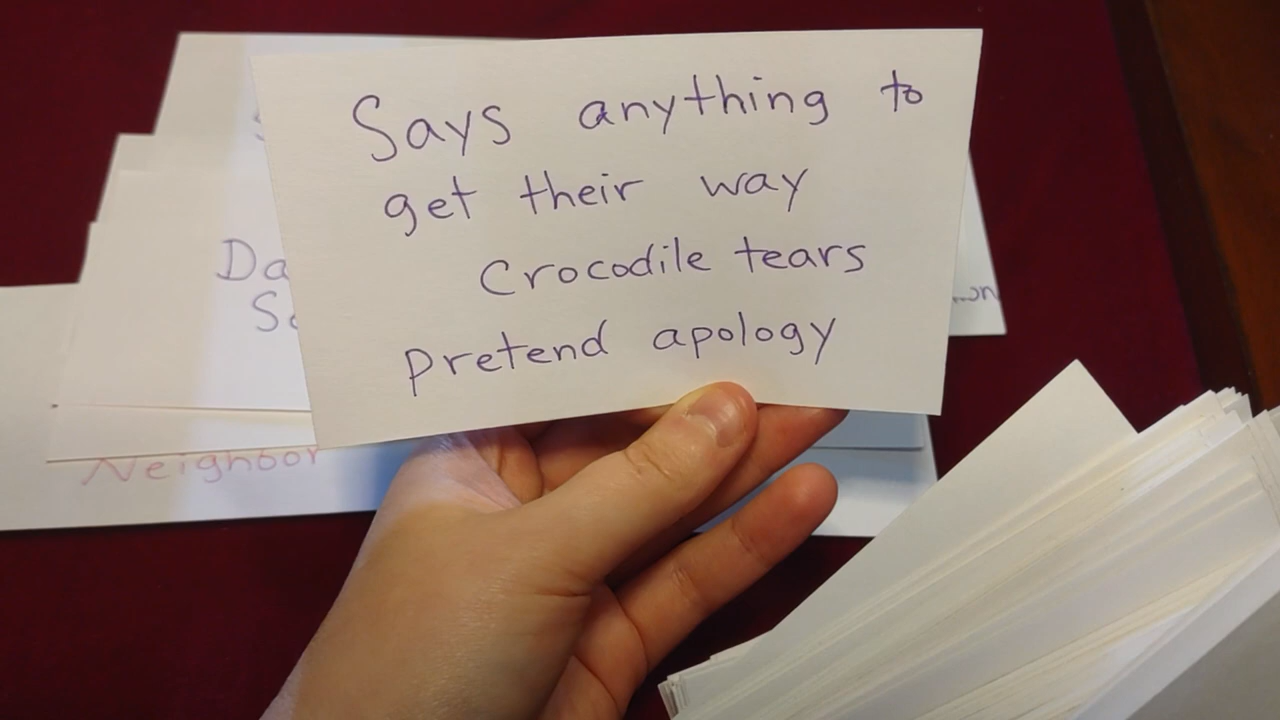 Says anything to
get their way
Crocodile tears
pretend apology
Neighbor